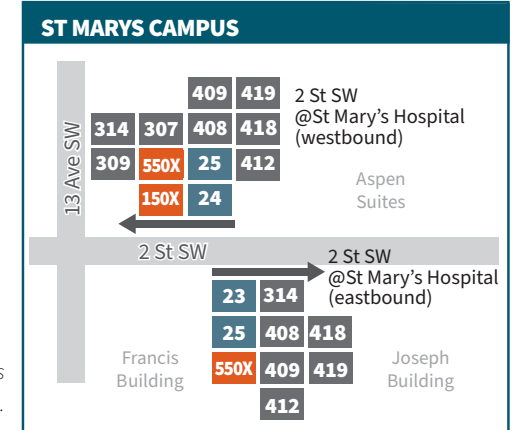 ST MARYS CAMPUS
409 419
2 St SW
@St Mary's Hospital
(westbound)
314 307 408 418
309 550X 25 412
150X 24
Aspen
Suites
13 Ave SW
2 St SW
2 St SW
@St Mary's Hospital
(eastbound)
23 314
25 408 418
550X 409 419
412
Francis
Building
Joseph
Building
s
.